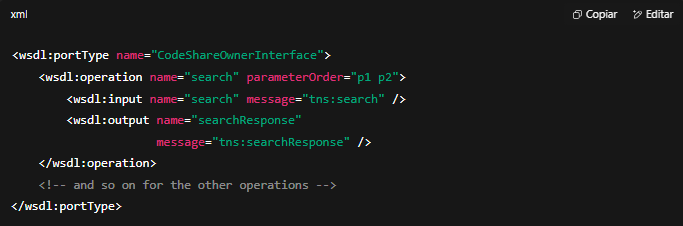 xml
Copiar
Editar
<wsdl:portType name="CodeShareOwnerInterface">
    <wsdl:operation name="search" parameterOrder="p1 p2">
        <wsdl:input name="search" message="tns:search" />
        <wsdl:output name="searchResponse"
                     message="tns:searchResponse" />
    </wsdl:operation>
    <!-- and so on for the other operations -->
</wsdl:portType>